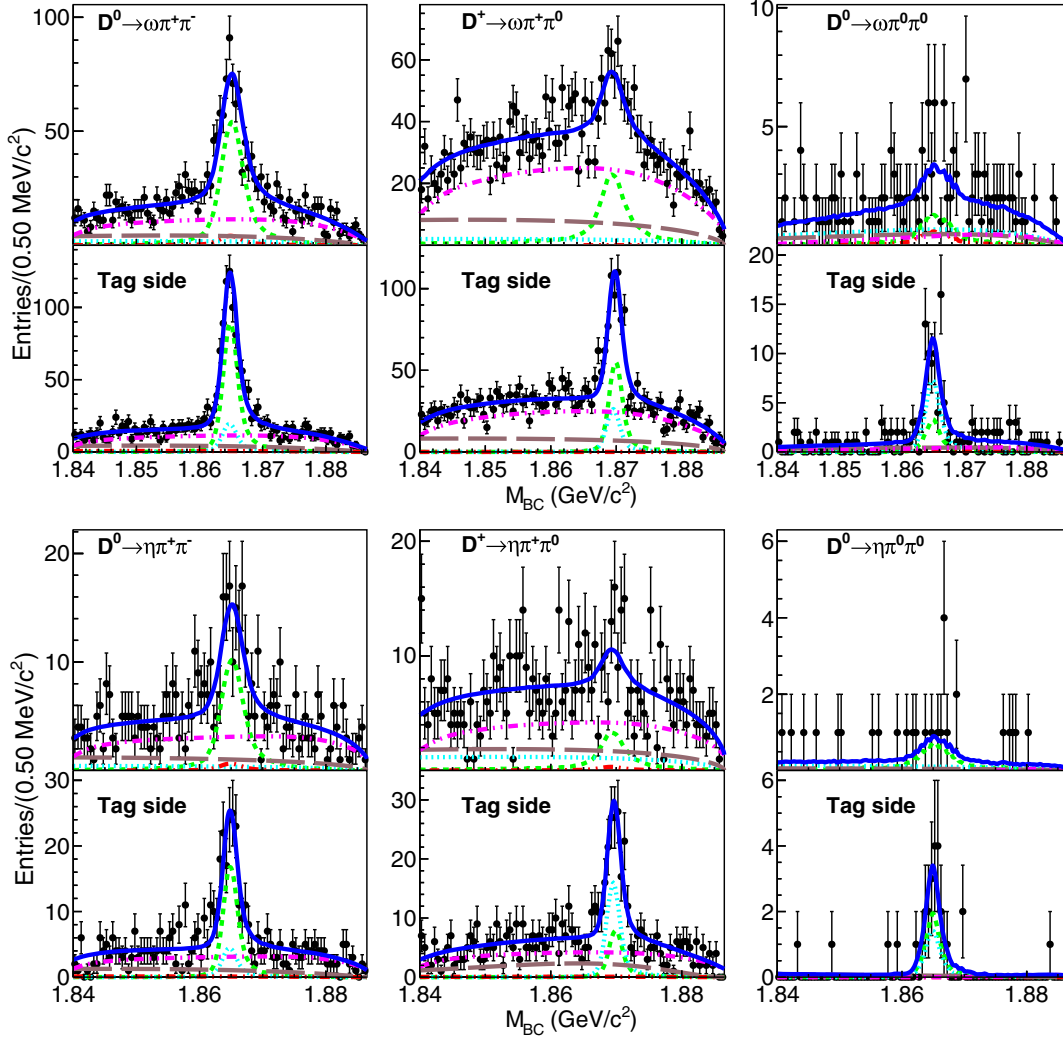 D⁰→ωπ⁺π⁻
D⁺→ωπ⁺π⁰
D⁰→ωπ⁰π⁰
100
50
60
40
20
10
5
0
Entries/(0.50 MeV/c²)
Tag side
Tag side
Tag side
100
50
0
100
50
0
20
15
10
5
0
1.84 1.85 1.86 1.87 1.88
1.84 1.85 1.86 1.87 1.88
1.84 1.85 1.86 1.87 1.88
M_BC (GeV/c²)
D⁰→ηπ⁺π⁻
D⁺→ηπ⁺π⁰
D⁰→ηπ⁰π⁰
20
10
20
10
0
6
4
2
0
Entries/(0.50 MeV/c²)
Tag side
Tag side
Tag side
30
20
10
0
30
20
10
0
6
4
2
0
1.84 1.86 1.88
1.84 1.86 1.88
1.84 1.86 1.88
M_BC (GeV/c²)